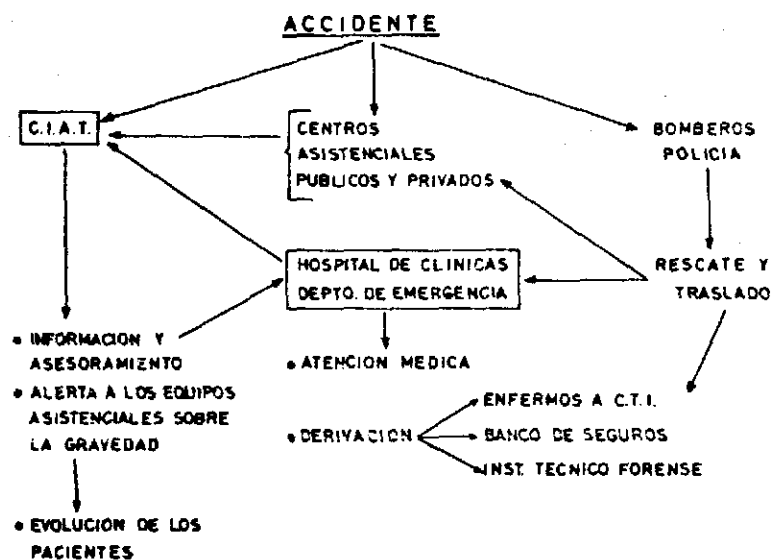 ACCIDENTE
C.I.A.T.
CENTROS
ASISTENCIALES
PUBLICOS Y PRIVADOS
BOMBEROS
POLICIA
HOSPITAL DE CLINICAS
DEPTO. DE EMERGENCIA
RESCATE Y
TRASLADO
• INFORMACION Y
ASESORAMIENTO
• ALERTA A LOS EQUIPOS
ASISTENCIALES SOBRE
LA GRAVEDAD
• EVOLUCION DE LOS
PACIENTES
• ATENCION MEDICA
• DERIVACION
ENFERMOS A C.T.I.
BANCO DE SEGUROS
INST. TECNICO FORENSE